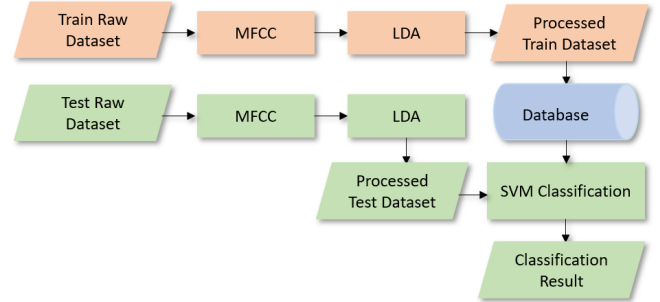 Train Raw
Dataset
MFCC
LDA
Processed
Train Dataset
Test Raw
Dataset
MFCC
LDA
Database
Processed
Test Dataset
SVM Classification
Classification
Result